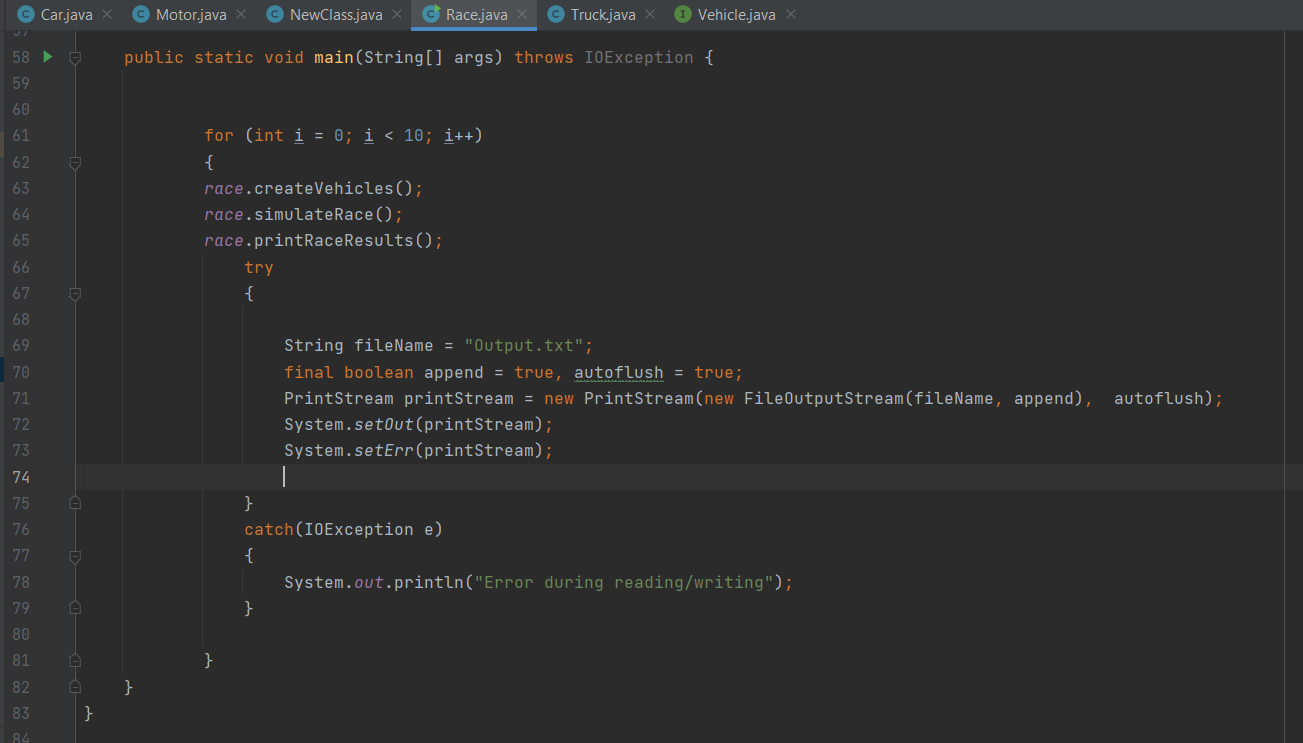 Car.java Motor.java NewClass.java Race.java Truck.java Vehicle.java
57
58 public static void main(String[] args) throws IOException {
59
60
61 for (int i = 0; i < 10; i++)
62 {
63 race.createVehicles();
64 race.simulateRace();
65 race.printRaceResults();
66 try
67 {
68
69 String fileName = "Output.txt";
70 final boolean append = true, autoflush = true;
71 PrintStream printStream = new PrintStream(new FileOutputStream(fileName, append),  autoflush);
72 System.setOut(printStream);
73 System.setErr(printStream);
74
75 }
76 catch(IOException e)
77 {
78 System.out.println("Error during reading/writing");
79 }
80
81 }
82 }
83 }
84